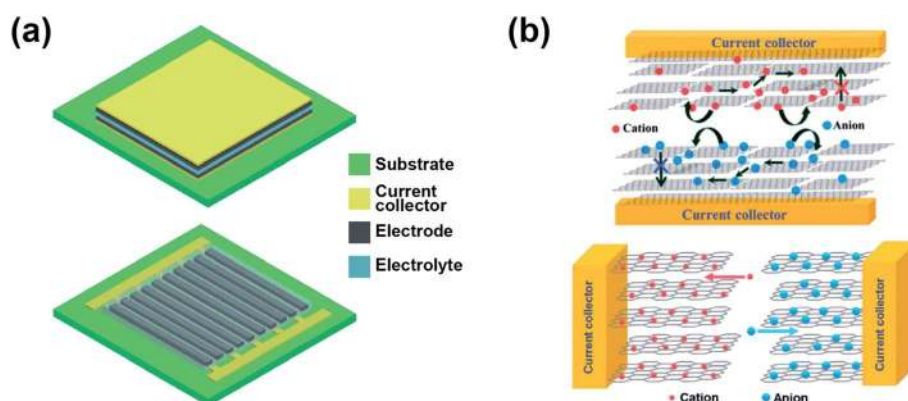 (a)
Substrate
Current
collector
Electrode
Electrolyte
(b)
Current collector
Cation
Anion
Current collector
Current collector
Current collector
Cation
Anion